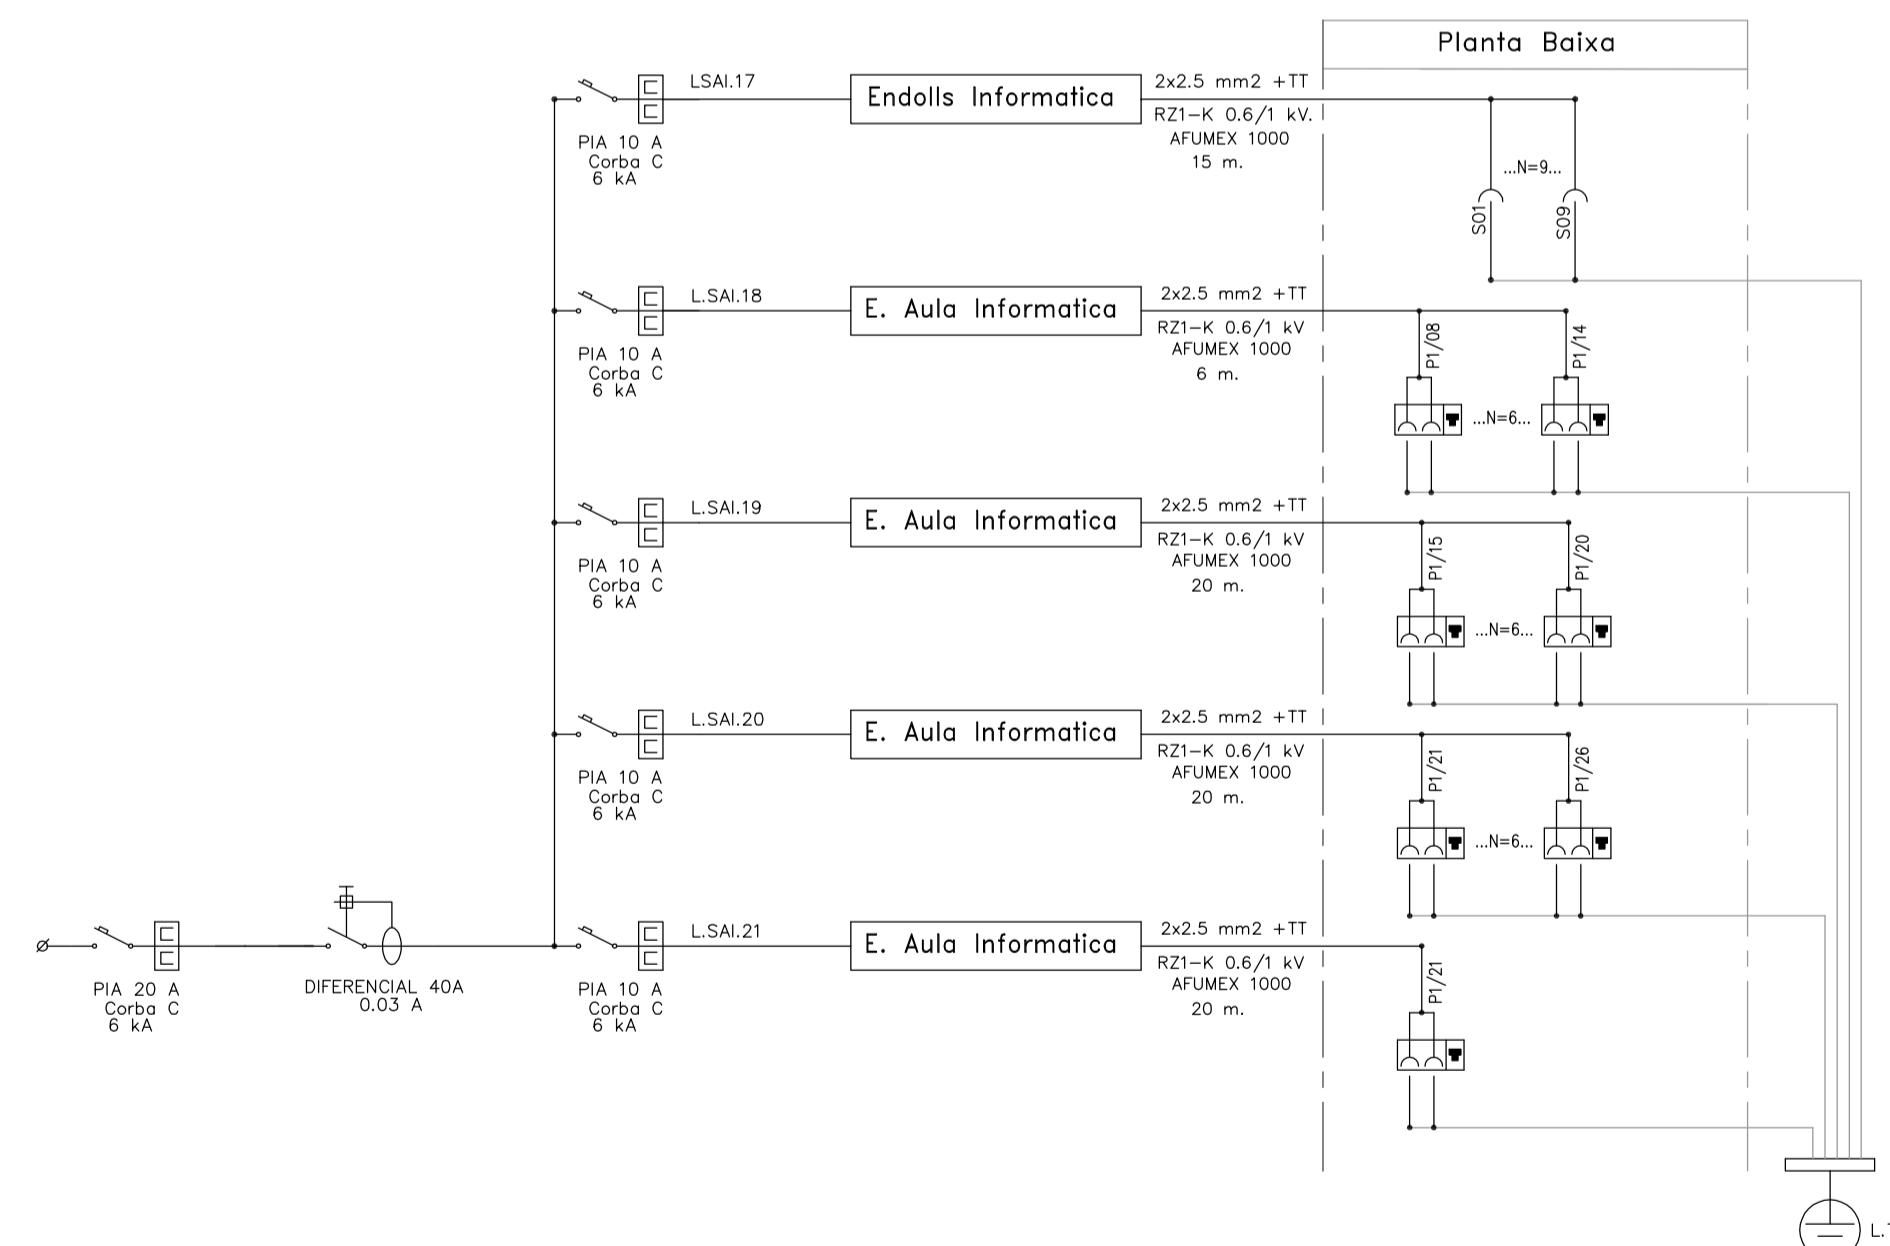 Planta Baixa
LSAI.17
Endolls Informatica
2x2.5 mm2 +TT
RZ1-K 0.6/1 kV.
AFUMEX 1000
15 m.
PIA 10 A
Corba C
6 kA
...N=9...
S01
S09
L.SAI.18
E. Aula Informatica
2x2.5 mm2 +TT
RZ1-K 0.6/1 kV
AFUMEX 1000
6 m.
PIA 10 A
Corba C
6 kA
P1/08
P1/14
...N=6...
L.SAI.19
E. Aula Informatica
2x2.5 mm2 +TT
RZ1-K 0.6/1 kV
AFUMEX 1000
20 m.
PIA 10 A
Corba C
6 kA
P1/15
P1/20
...N=6...
L.SAI.20
E. Aula Informatica
2x2.5 mm2 +TT
RZ1-K 0.6/1 kV
AFUMEX 1000
20 m.
PIA 10 A
Corba C
6 kA
P1/21
P1/26
...N=6...
PIA 20 A
Corba C
6 kA
DIFERENCIAL 40A
0.03 A
L.SAI.21
E. Aula Informatica
2x2.5 mm2 +TT
RZ1-K 0.6/1 kV
AFUMEX 1000
20 m.
PIA 10 A
Corba C
6 kA
P1/21